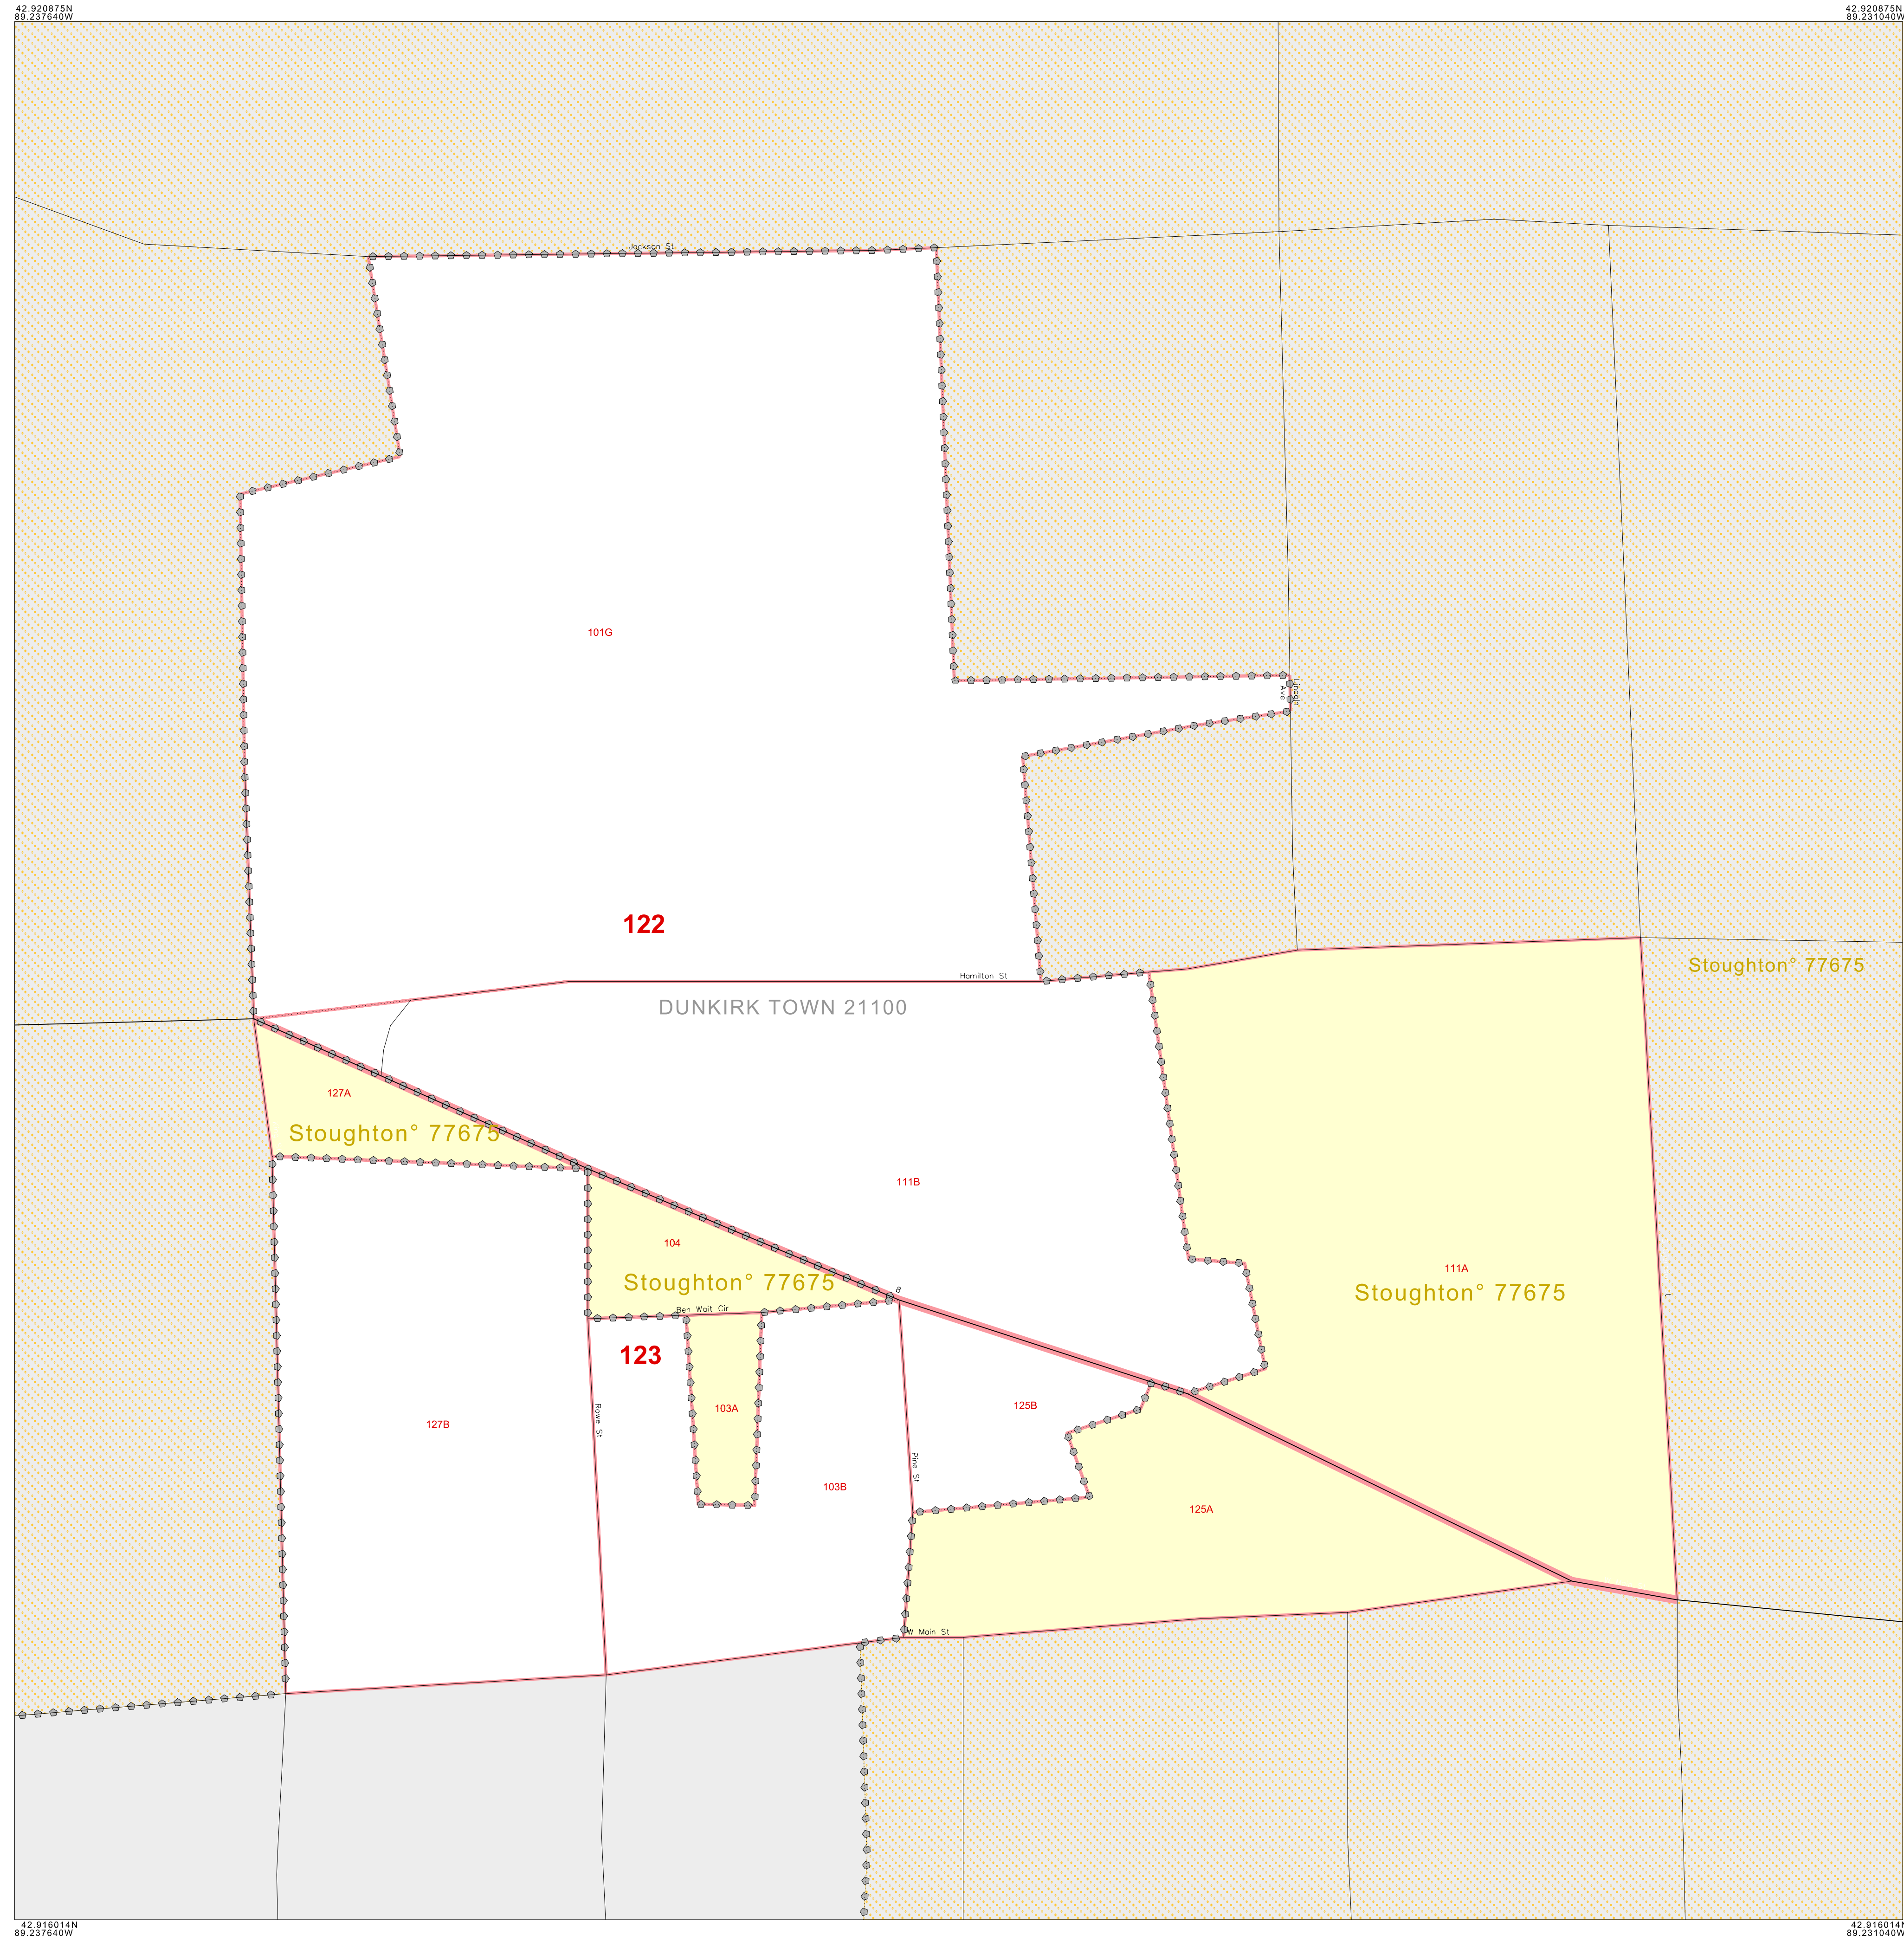 42.920875N
89.237640W
42.920875N
89.231040W
Jackson St
101G
Lincoln
Ave
122
Stoughton° 77675
Hamilton St
DUNKIRK TOWN 21100
127A
Stoughton° 77675
111B
104
111A
Stoughton° 77675
Stoughton° 77675
Ben Wait Cir
123
103A
125B
Rowe St
127B
Pine St
103B
125A
W Main St
42.916014N
89.237640W
42.916014N
89.231040W